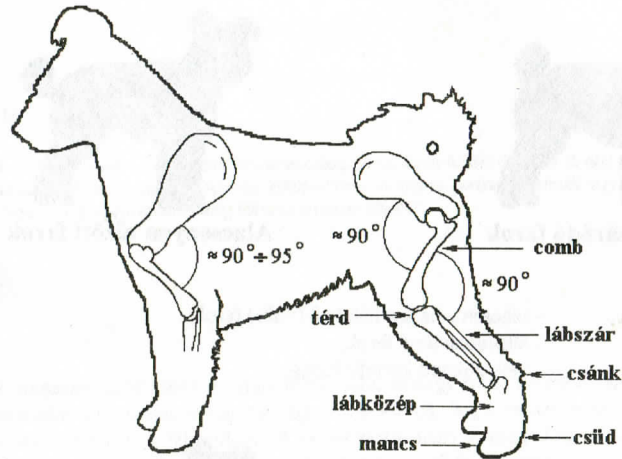 ≈90°÷95°
≈90°
≈90°
comb
térd
lábszár
csánk
lábközép
mancs
csüd